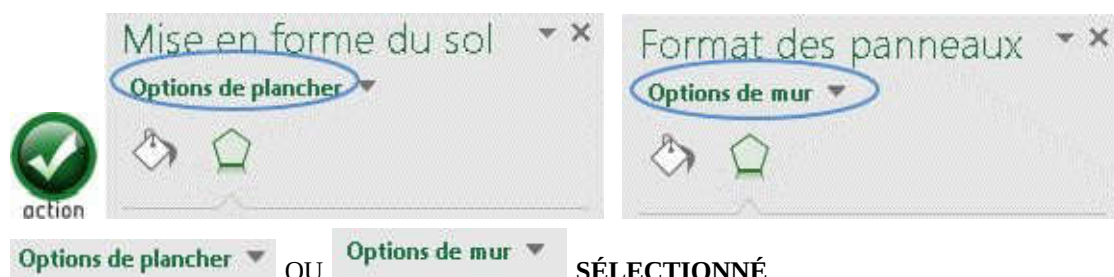 Mise en forme du sol
Options de plancher
Format des panneaux
Options de mur
action
Options de plancher OU Options de mur SÉLECTIONNÉ